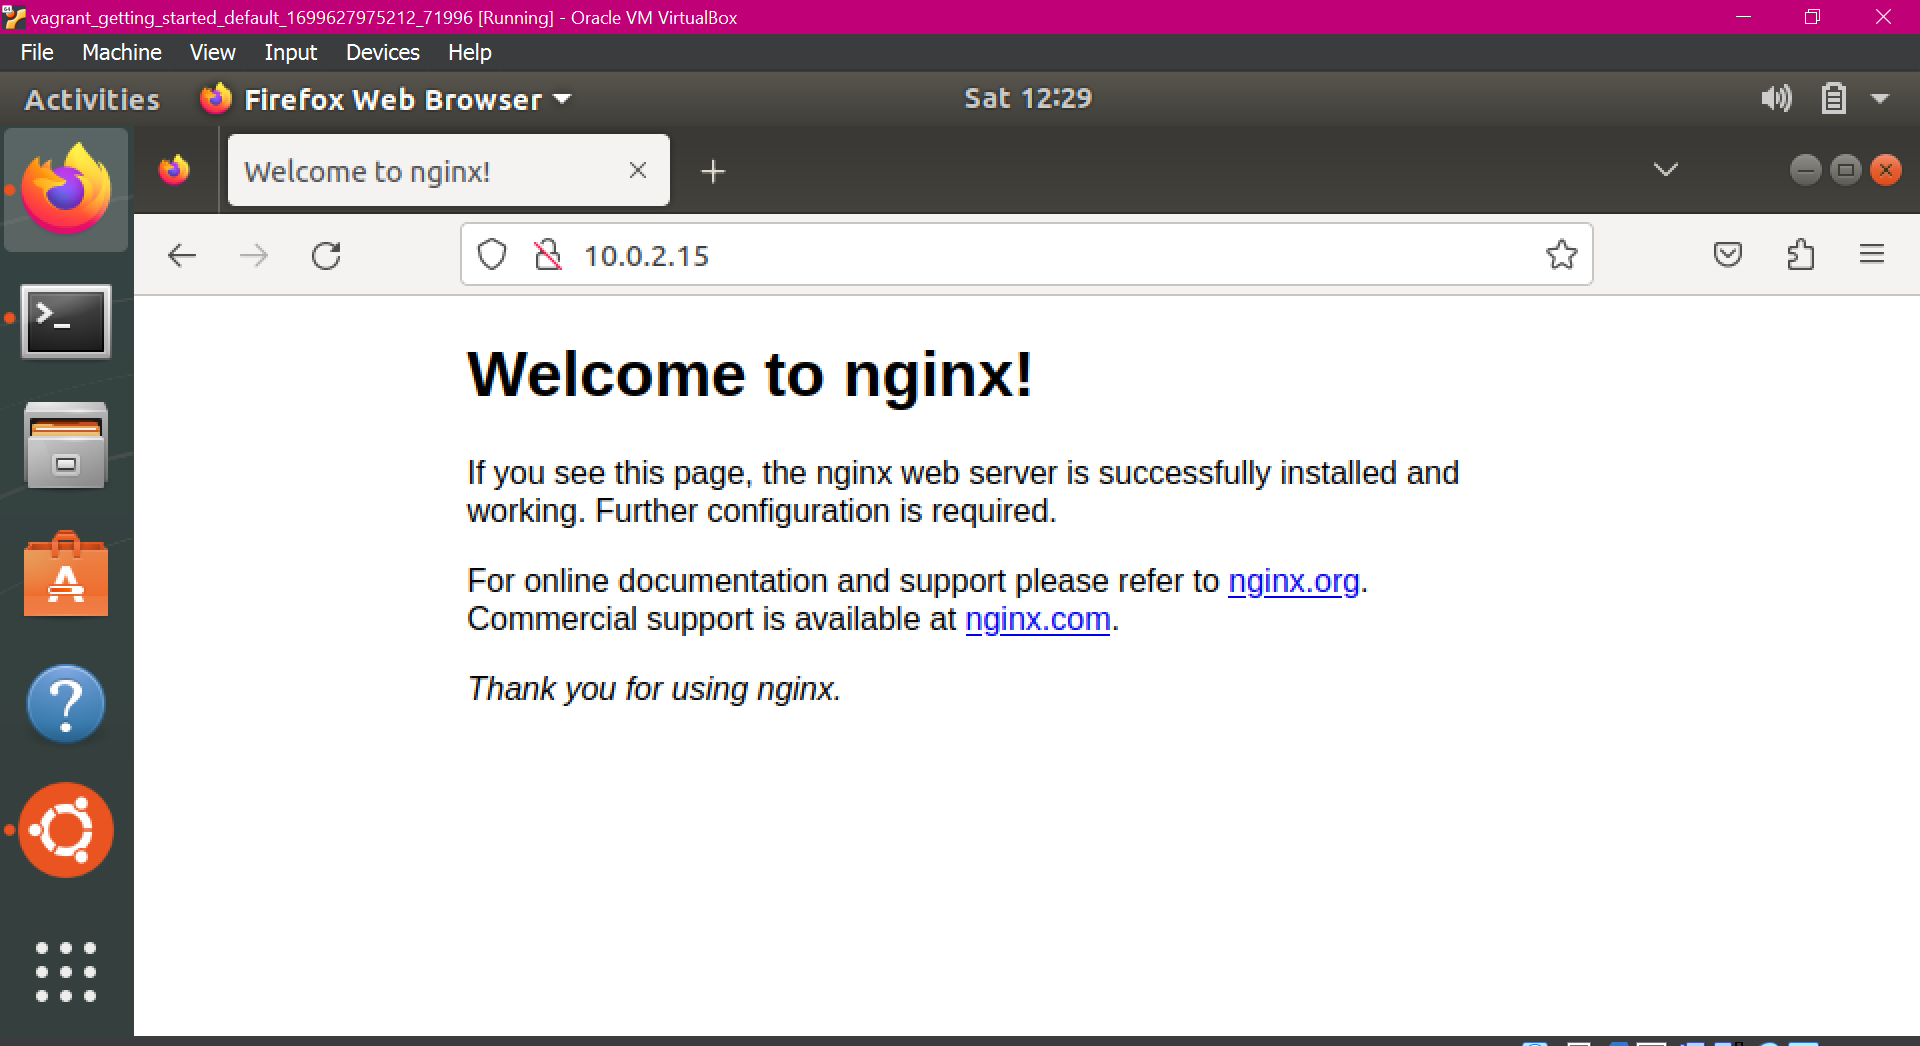 vagrant_getting_started_default_1699627975212_71996 [Running] - Oracle VM VirtualBox
File Machine View Input Devices Help
Activities Firefox Web Browser Sat 12:29
Welcome to nginx!
10.0.2.15
Welcome to nginx!
If you see this page, the nginx web server is successfully installed and
working. Further configuration is required.
For online documentation and support please refer to nginx.org.
Commercial support is available at nginx.com.
Thank you for using nginx.